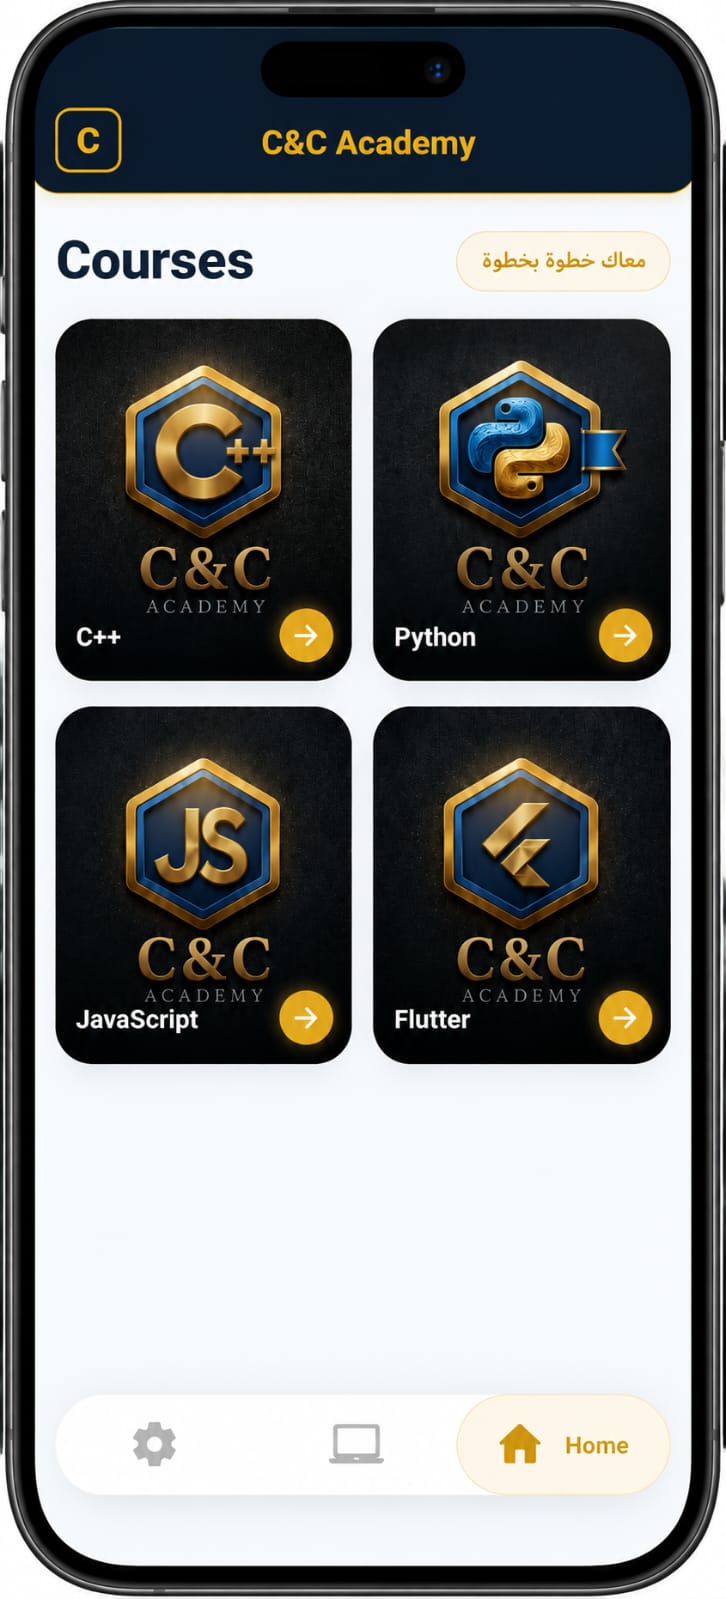 C
C&C Academy
Courses
معاك خطوة بخطوة
C++
C&C
ACADEMY
C++
C&C
ACADEMY
Python
JS
C&C
ACADEMY
JavaScript
C&C
ACADEMY
Flutter
Home